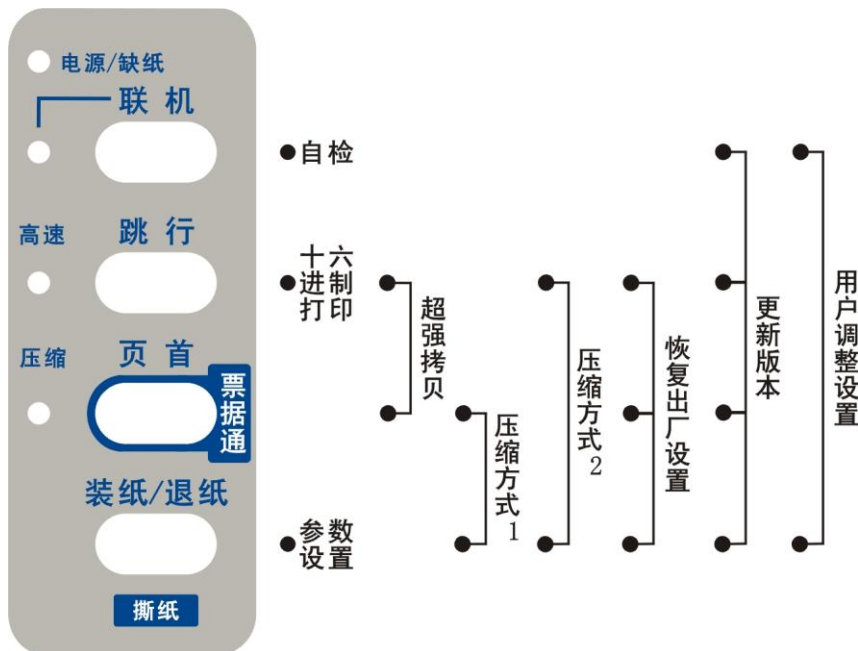 电源/缺纸
联机
高速
跳行
压缩
页首
票据通
装纸/退纸
撕纸
自检
十六
进制
打印
参数
设置
超强拷贝
压缩方式1
压缩方式2
恢复出厂设置
更新版本
用户调整设置